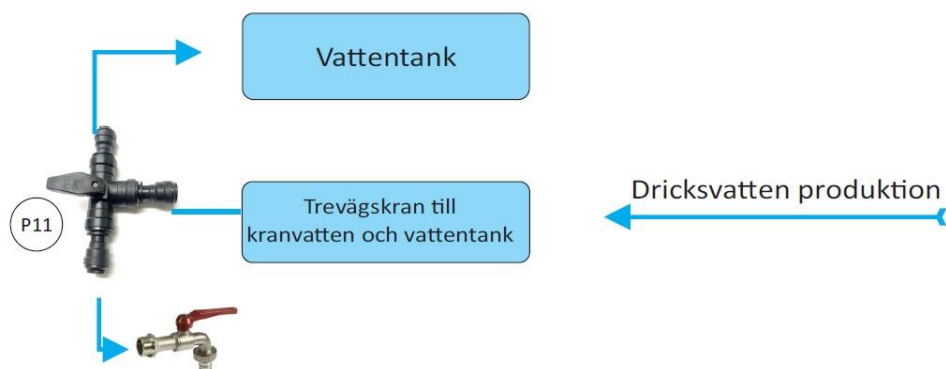 Vattentank
Dricksvatten produktion
Trevägskran till
kranvatten och vattentank
P11